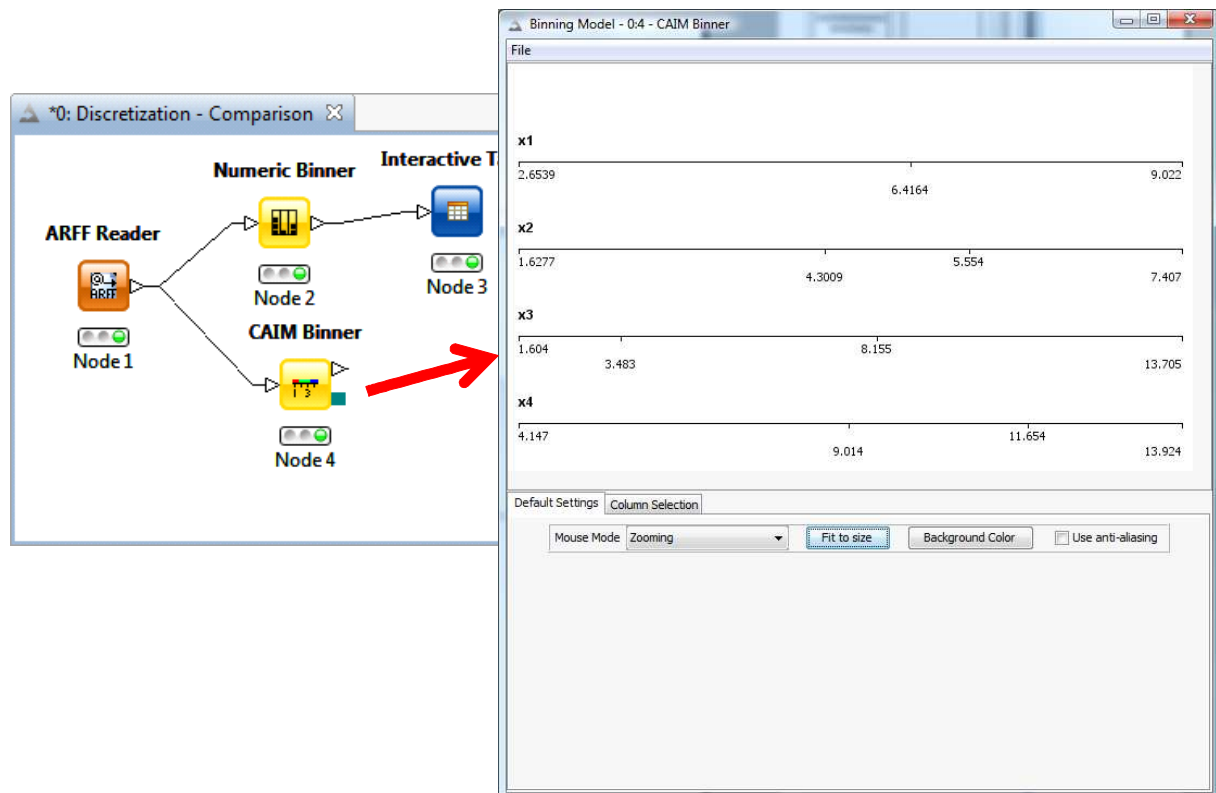 *0: Discretization - Comparison
Numeric Binner
Interactive T
ARFF Reader
ARFF
Node 2
Node 3
Node 1
CAIM Binner
1 3
Node 4
Binning Model - 0:4 - CAIM Binner
File
x1
2.6539 9.022
6.4164
x2
1.6277 5.554
4.3009 7.407
x3
1.604 8.155
3.483 13.705
x4
4.147 11.654
9.014 13.924
Default Settings Column Selection
Mouse Mode Zooming Fit to size Background Color Use anti-aliasing